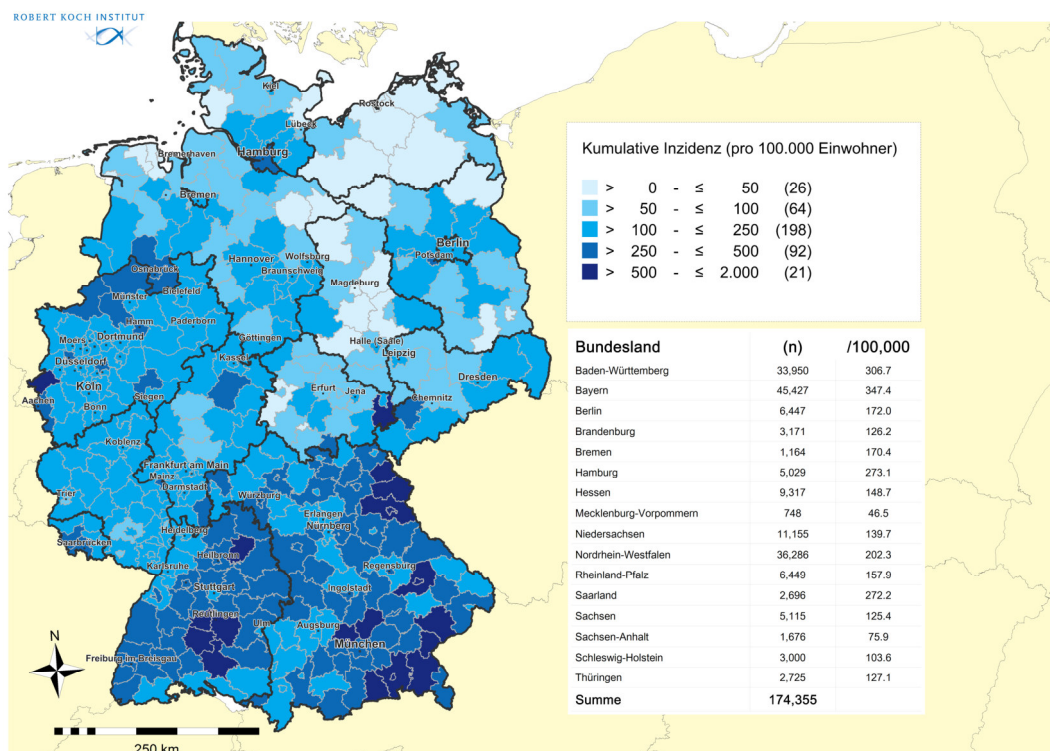 ROBERT KOCH INSTITUT
Kiel
Rostock
Lübeck
Bremerhaven
Hamburg
Bremen
Berlin
Potsdam
Hannover
Wolfsburg
Braunschweig
Osnabrück
Magdeburg
Münster
Bielefeld
Hamm
Paderborn
Moers
Dortmund
Göttingen
Halle (Saale)
Leipzig
Düsseldorf
Kassel
Köln
Dresden
Erfurt
Jena
Aachen
Siegen
Chemnitz
Bonn
Koblenz
Frankfurt am Main
Mainz
Darmstadt
Trier
Würzburg
Erlangen
Nürnberg
Heidelberg
Saarbrücken
Heilbronn
Karlsruhe
Regensburg
Stuttgart
Ingolstadt
Reutlingen
Ulm
Augsburg
München
Freiburg im Breisgau
N
250 km
Kumulative Inzidenz (pro 100.000 Einwohner)
> 0 - ≤ 50 (26)
> 50 - ≤ 100 (64)
> 100 - ≤ 250 (198)
> 250 - ≤ 500 (92)
> 500 - ≤ 2.000 (21)
Bundesland (n) /100,000
Baden-Württemberg 33,950 306.7
Bayern 45,427 347.4
Berlin 6,447 172.0
Brandenburg 3,171 126.2
Bremen 1,164 170.4
Hamburg 5,029 273.1
Hessen 9,317 148.7
Mecklenburg-Vorpommern 748 46.5
Niedersachsen 11,155 139.7
Nordrhein-Westfalen 36,286 202.3
Rheinland-Pfalz 6,449 157.9
Saarland 2,696 272.2
Sachsen 5,115 125.4
Sachsen-Anhalt 1,676 75.9
Schleswig-Holstein 3,000 103.6
Thüringen 2,725 127.1
Summe 174,355